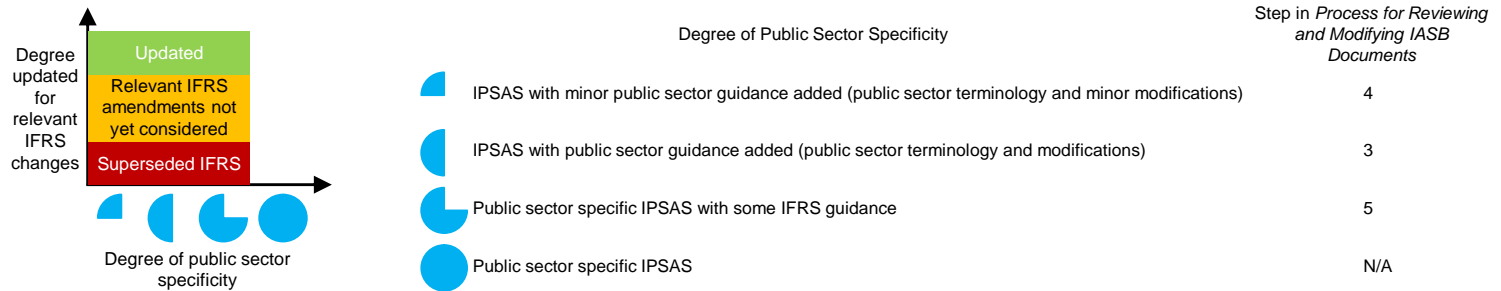 Degree
updated
for
relevant
IFRS
changes
Updated
Relevant IFRS
amendments not
yet considered
Superseded IFRS
Degree of public sector
specificity
Degree of Public Sector Specificity
Step in Process for Reviewing
and Modifying IASB
Documents
IPSAS with minor public sector guidance added (public sector terminology and minor modifications)
4
IPSAS with public sector guidance added (public sector terminology and modifications)
3
Public sector specific IPSAS with some IFRS guidance
5
Public sector specific IPSAS
N/A